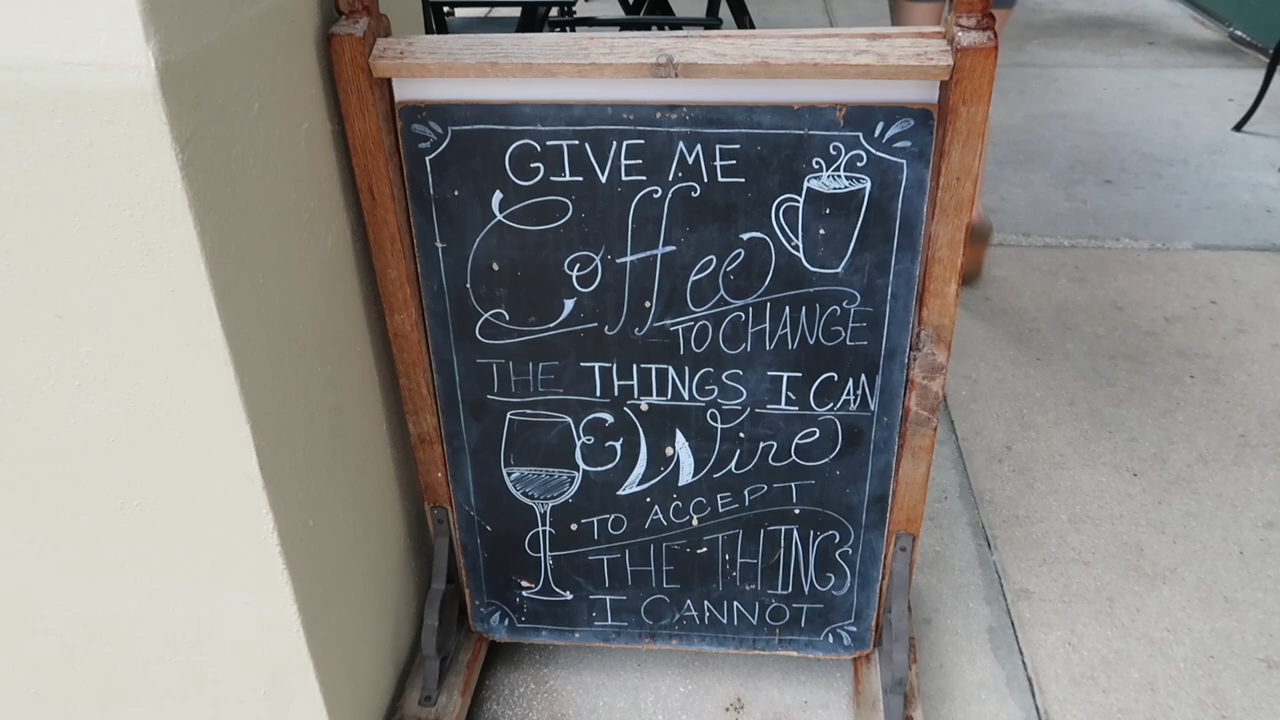 GIVE ME
Coffee
TO CHANGE
THE THINGS I CAN
& Wine
TO ACCEPT
THE THINGS
I CANNOT